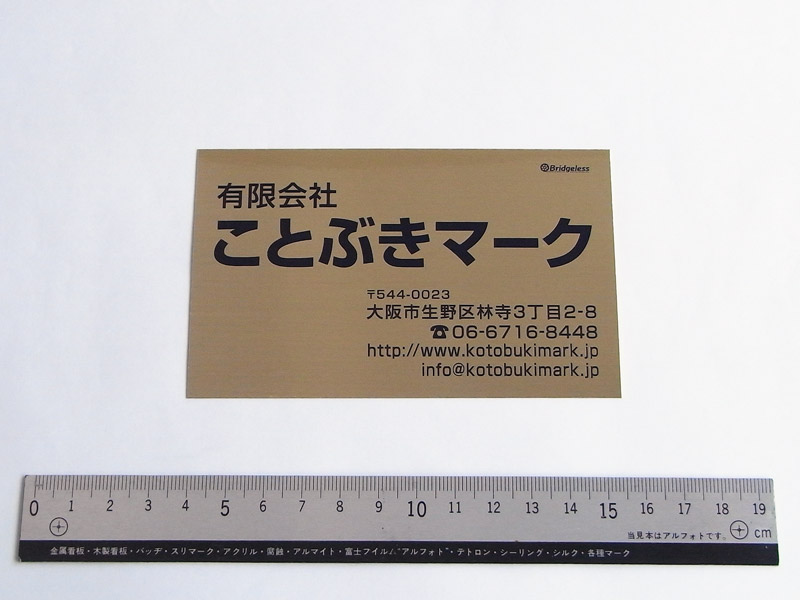 Bridgeless
有限会社
ことぶきマーク
〒544-0023
大阪市生野区林寺3丁目2-8
☎06-6716-8448
http://www.kotobukimark.jp
info@kotobukimark.jp
0 1 2 3 4 5 6 7 8 9 10 11 12 13 14 15 16 17 18 19
当見本はアルフォトです。 cm
金属看板・木製看板・バッヂ・スリマーク・アクリル・腐蝕・アルマイト・富士フイルム"アルフォト"・テトロン・シーリング・シルク・各種マーク